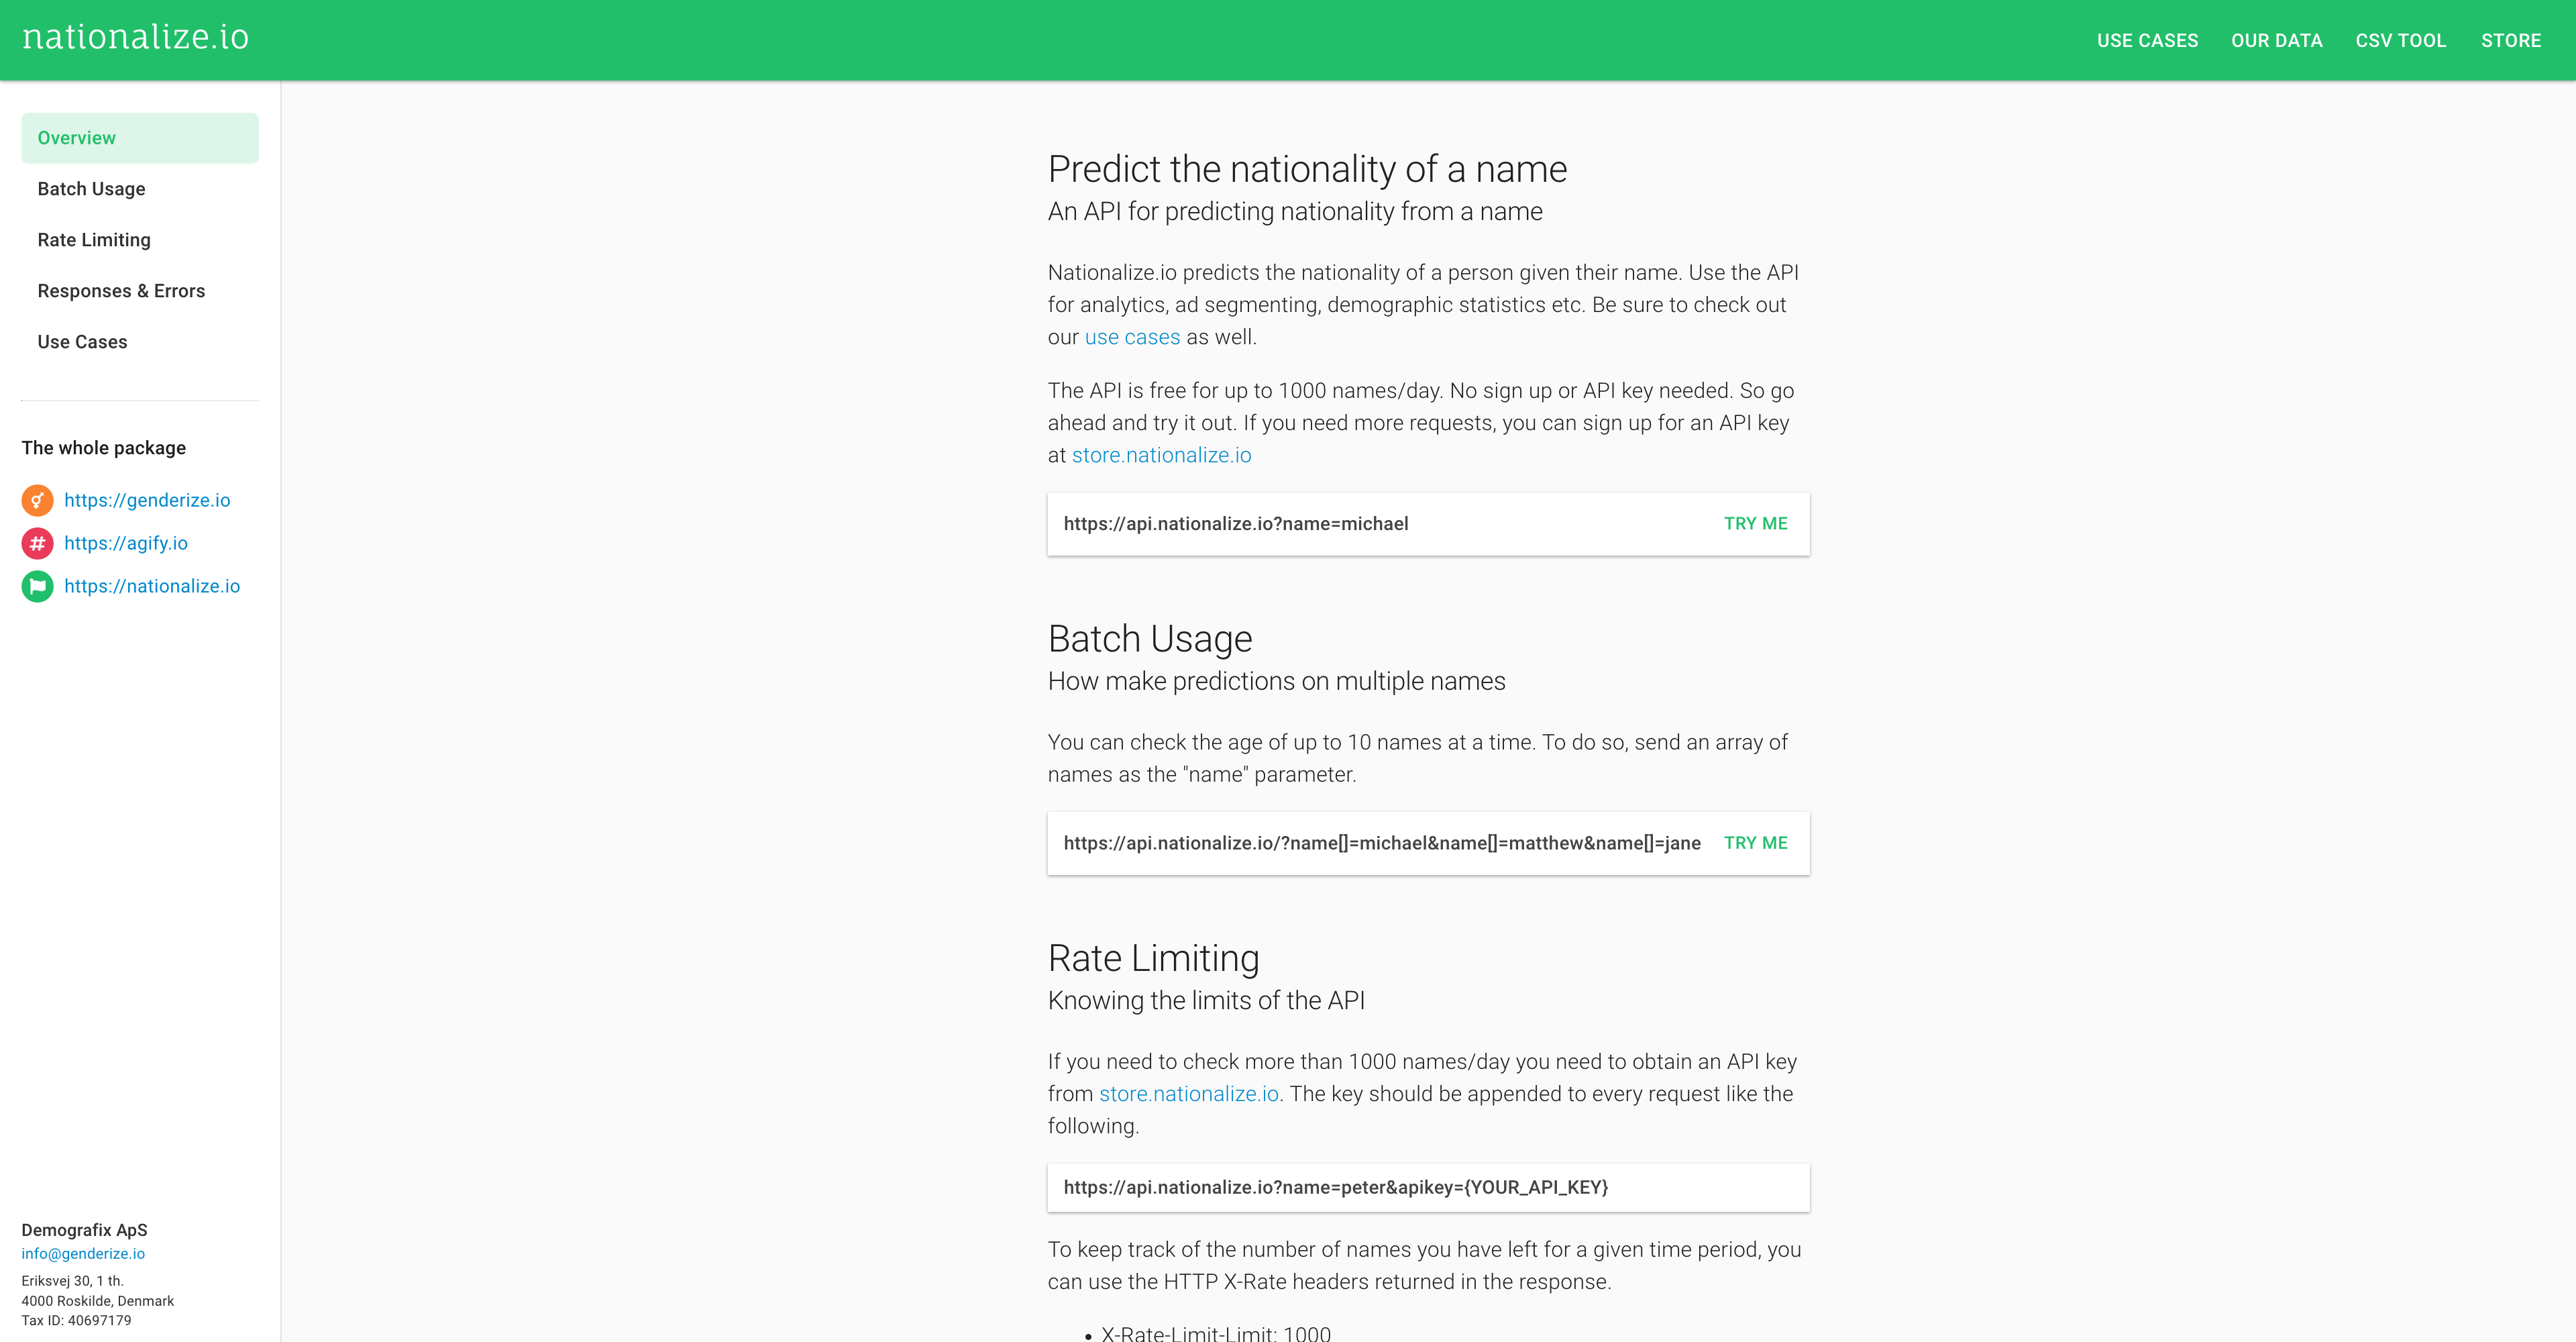 nationalize.io
USE CASES
OUR DATA
CSV TOOL
STORE
Overview
Batch Usage
Rate Limiting
Responses & Errors
Use Cases
The whole package
https://genderize.io
https://agify.io
https://nationalize.io
Demografix ApS
info@genderize.io
Eriksvej 30, 1 th.
4000 Roskilde, Denmark
Tax ID: 40697179
Predict the nationality of a name
An API for predicting nationality from a name
Nationalize.io predicts the nationality of a person given their name. Use the API
for analytics, ad segmenting, demographic statistics etc. Be sure to check out
our use cases as well.
The API is free for up to 1000 names/day. No sign up or API key needed. So go
ahead and try it out. If you need more requests, you can sign up for an API key
at store.nationalize.io
https://api.nationalize.io?name=michael
TRY ME
Batch Usage
How make predictions on multiple names
You can check the age of up to 10 names at a time. To do so, send an array of
names as the "name" parameter.
https://api.nationalize.io/?name[]=michael&name[]=matthew&name[]=jane
TRY ME
Rate Limiting
Knowing the limits of the API
If you need to check more than 1000 names/day you need to obtain an API key
from store.nationalize.io. The key should be appended to every request like the
following.
https://api.nationalize.io?name=peter&apikey={YOUR_API_KEY}
To keep track of the number of names you have left for a given time period, you
can use the HTTP X-Rate headers returned in the response.
• X-Rate-Limit-Limit: 1000